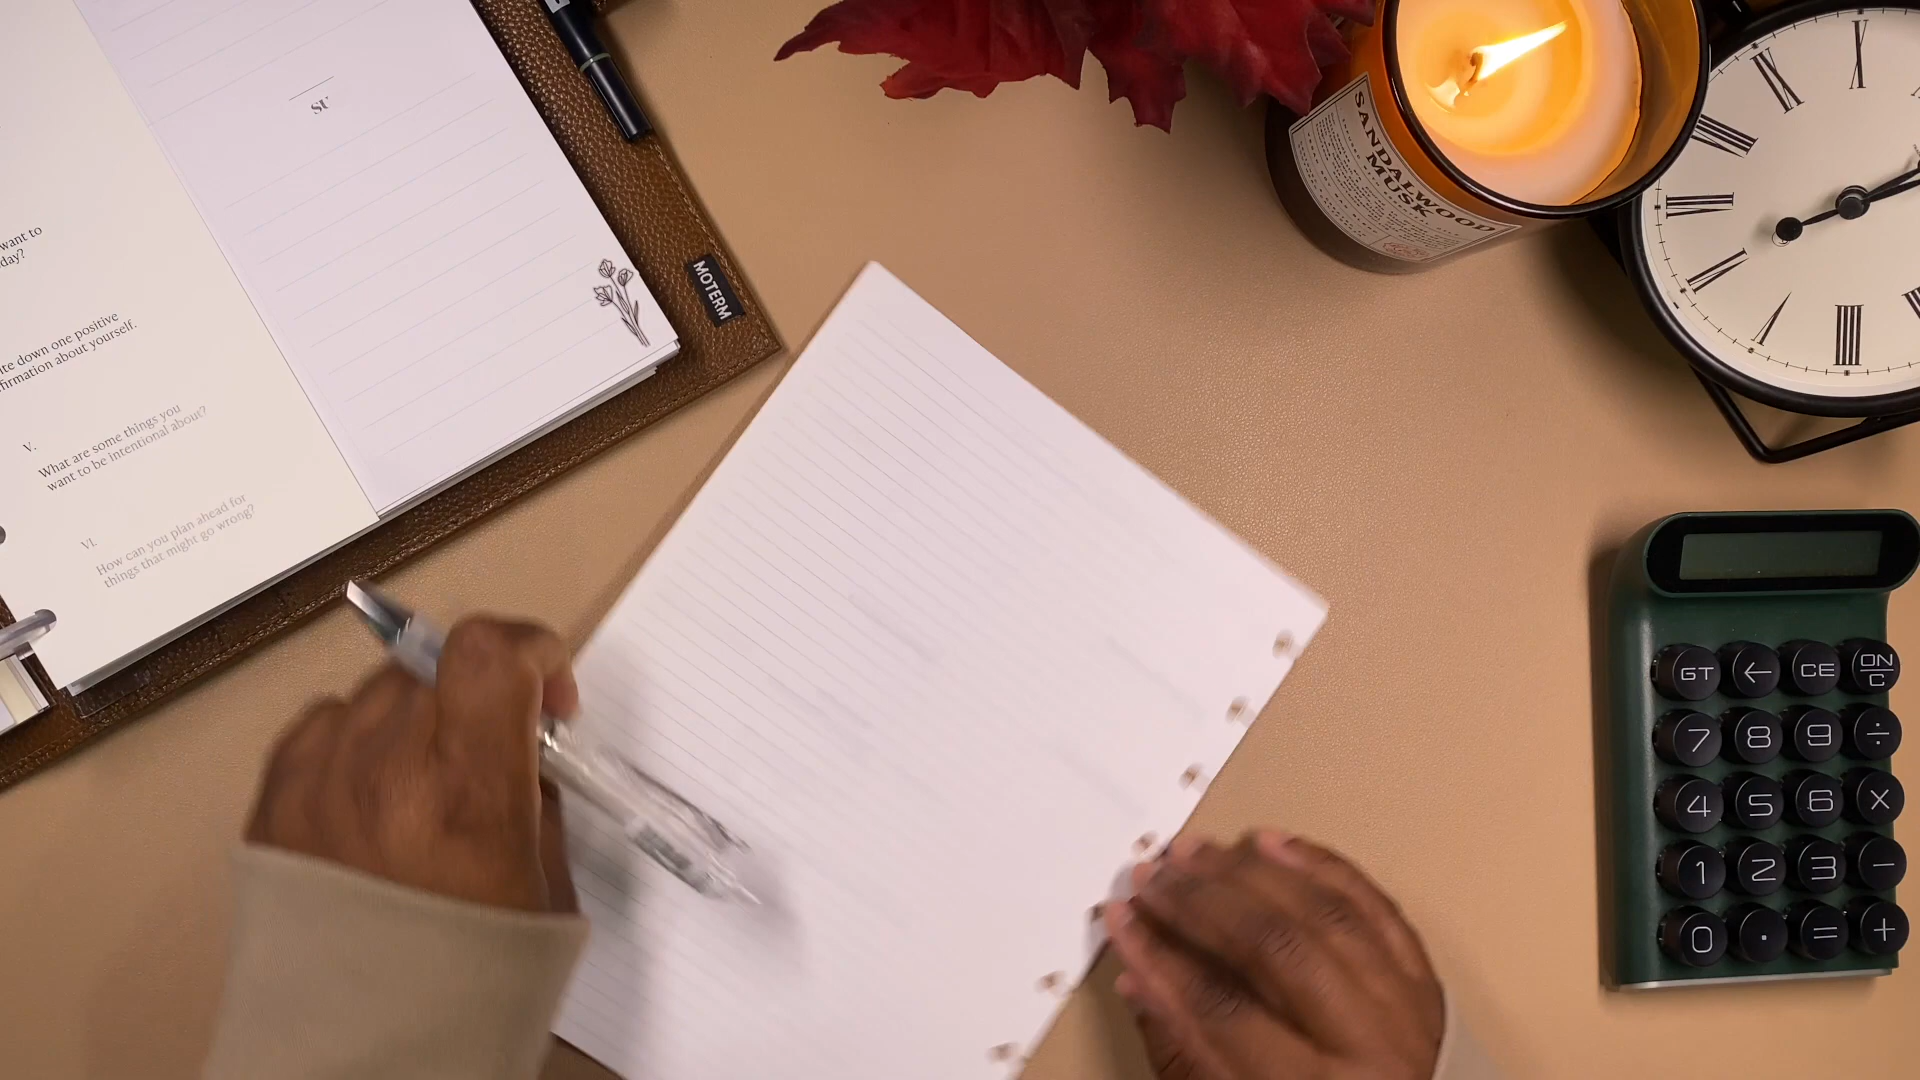 want to
day?
ite down one positive
firmation about yourself.
V.
What are some things you
want to be intentional about?
VI.
How can you plan ahead for
things that might go wrong?
SU
MOTERM
SANDALWOOD
MUSK
V
GT ← CE ON/C
7 8 9 ÷
4 5 6 X
1 2 3 −
0 . = +